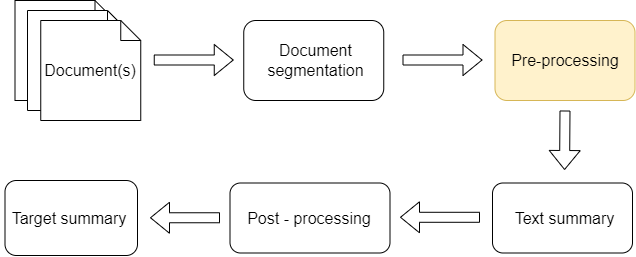 Document(s)
Document
segmentation
Pre-processing
Text summary
Post - processing
Target summary